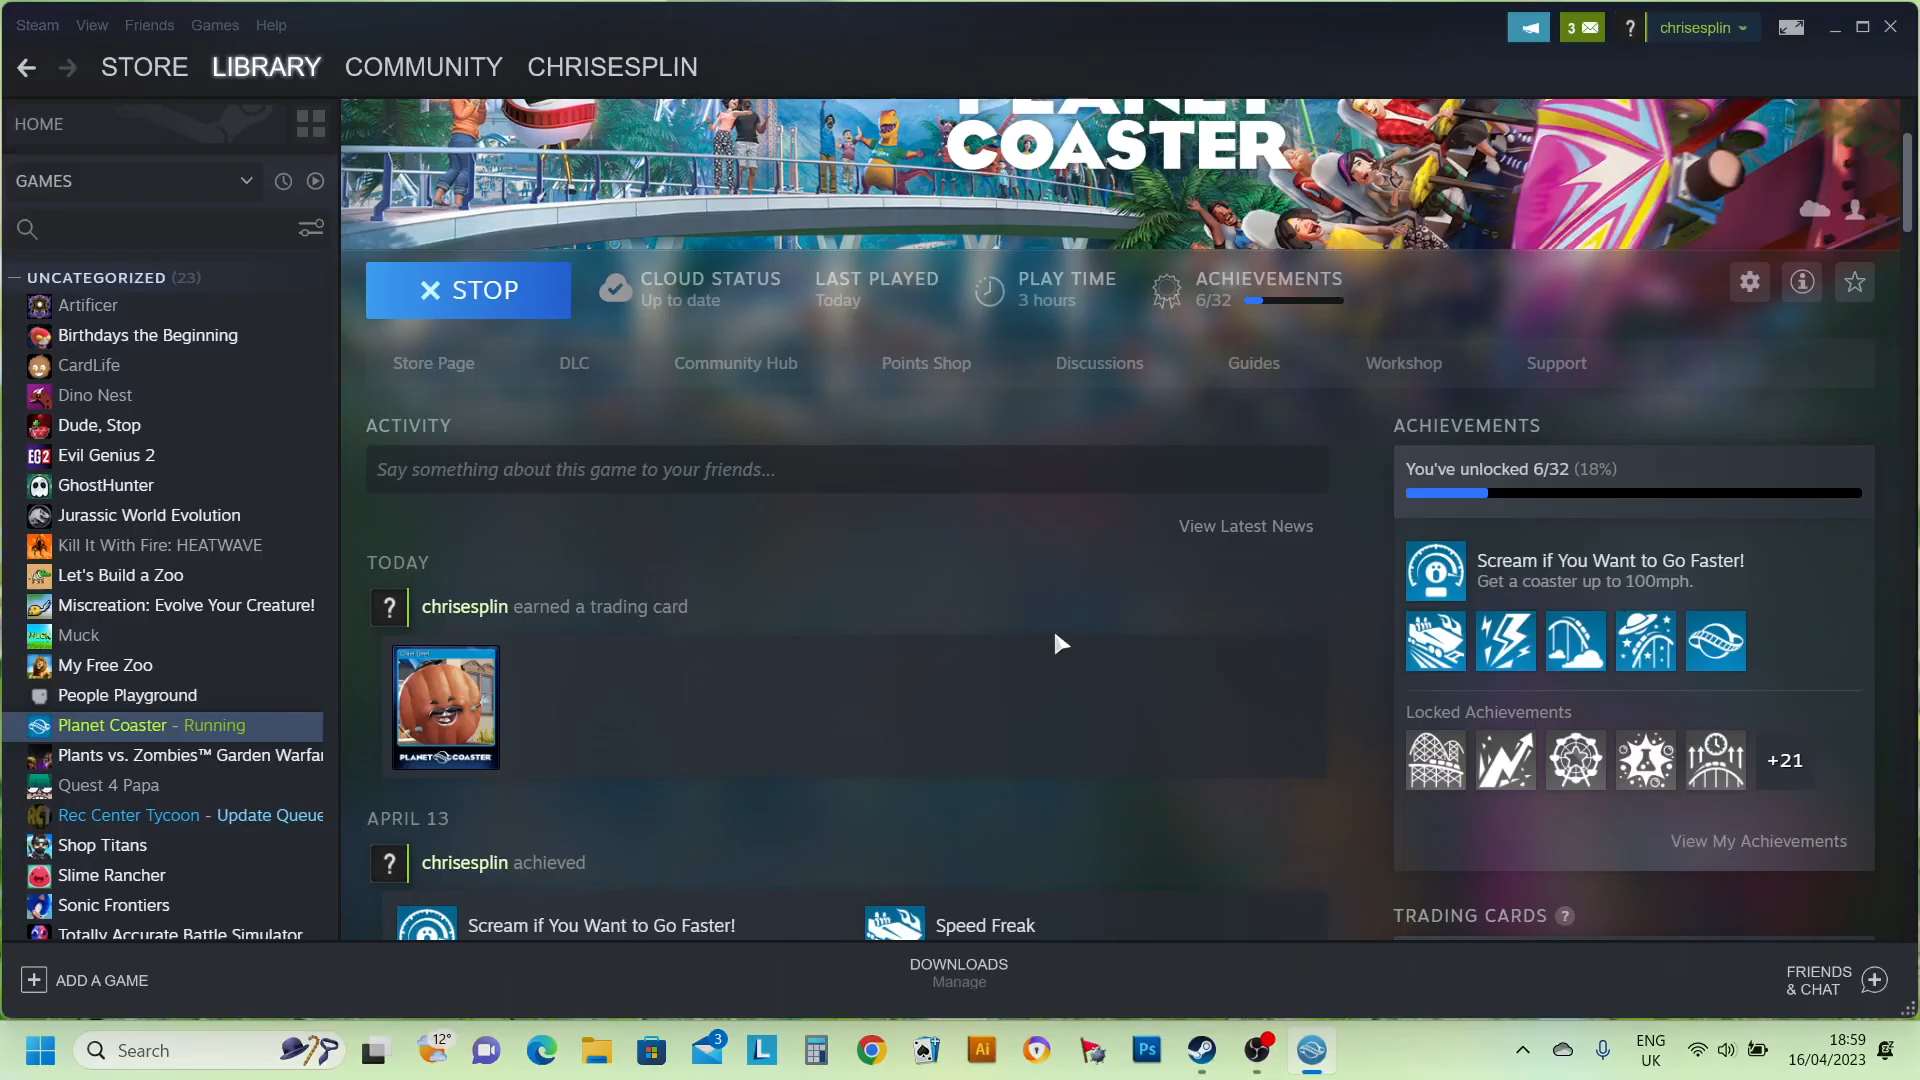 Steam View Friends Games Help
3 ? chrisesplin
STORE LIBRARY COMMUNITY CHRISESPLIN
HOME
PLANET COASTER
GAMES
UNCATEGORIZED (23)
Artificer
Birthdays the Beginning
CardLife
Dino Nest
Dude, Stop
Evil Genius 2
GhostHunter
Jurassic World Evolution
Kill It With Fire: HEATWAVE
Let's Build a Zoo
Miscreation: Evolve Your Creature!
Muck
My Free Zoo
People Playground
Planet Coaster - Running
Plants vs. Zombies™ Garden Warfar
Quest 4 Papa
Rec Center Tycoon - Update Queue
Shop Titans
Slime Rancher
Sonic Frontiers
Totally Accurate Battle Simulator
STOP
CLOUD STATUS
Up to date
LAST PLAYED
Today
PLAY TIME
3 hours
ACHIEVEMENTS
6/32
Store Page DLC Community Hub Points Shop Discussions Guides Workshop Support
ACTIVITY
Say something about this game to your friends...
View Latest News
TODAY
? chrisesplin earned a trading card
PLANET COASTER
APRIL 13
? chrisesplin achieved
Scream if You Want to Go Faster!
Speed Freak
ACHIEVEMENTS
You've unlocked 6/32 (18%)
Scream if You Want to Go Faster!
Get a coaster up to 100mph.
Locked Achievements
+21
View My Achievements
TRADING CARDS ?
ADD A GAME
DOWNLOADS
Manage
FRIENDS
& CHAT
Search
12°
3
L
Ai
Ps
ENG
UK
18:59
16/04/2023